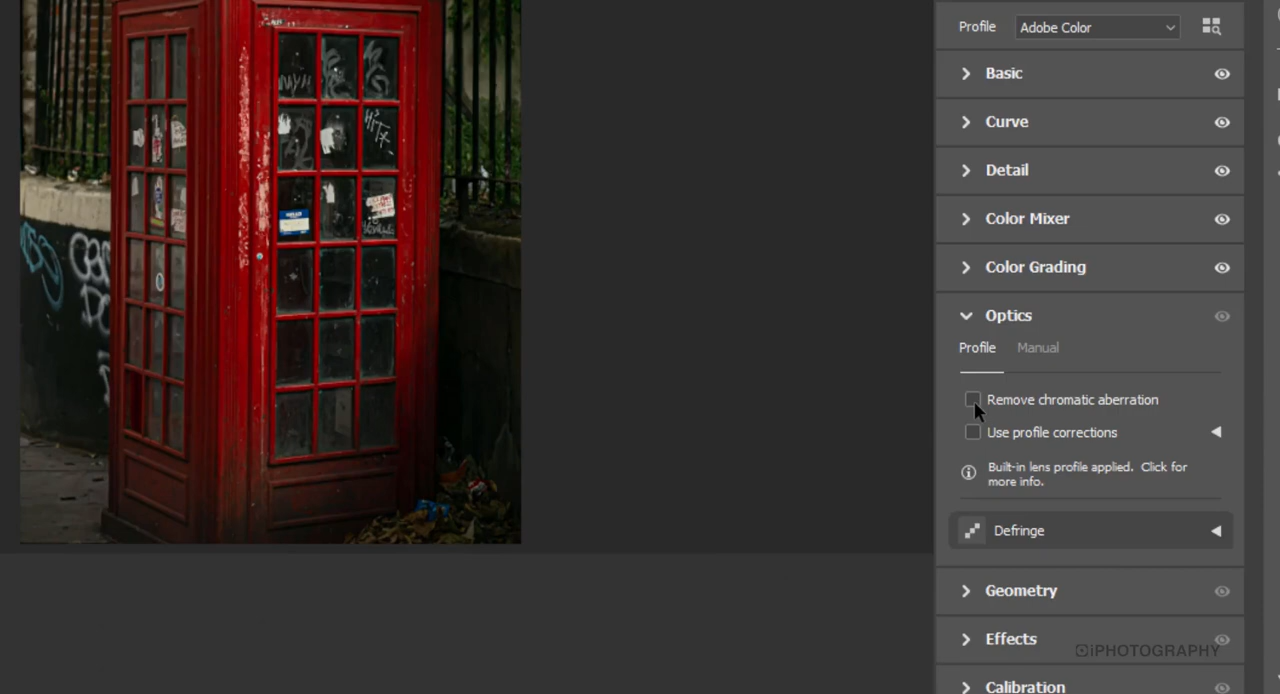 Profile Adobe Color
Basic
Curve
Detail
Color Mixer
Color Grading
Optics
Profile Manual
Remove chromatic aberration
Use profile corrections
Built-in lens profile applied. Click for
more info.
Defringe
Geometry
Effects
iPHOTOGRAPHY
Calibration